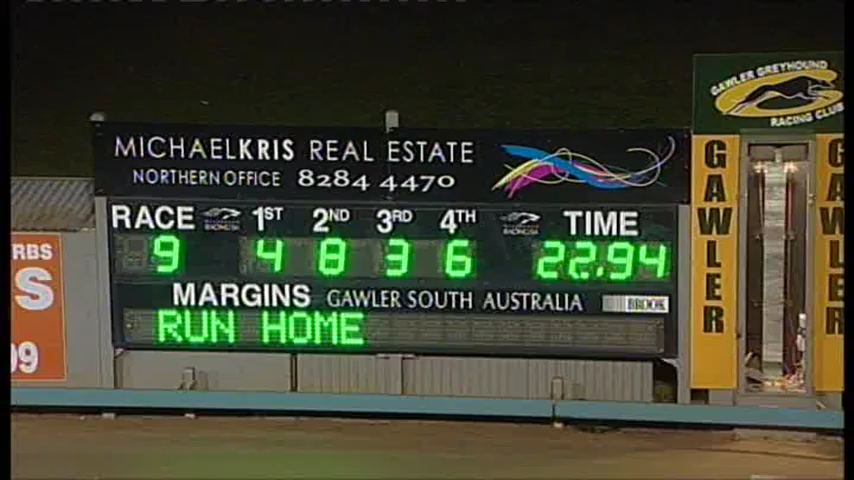 GAWLER GREYHOUND
RACING CLUB
MICHAELKRIS REAL ESTATE
NORTHERN OFFICE 8284 4470
RACE 1ST 2ND 3RD 4TH TIME
9 4 8 3 6 22.94
MARGINS GAWLER SOUTH AUSTRALIA BROOK
RUN HOME
GAWLER
GAWLER
RBS
S
09